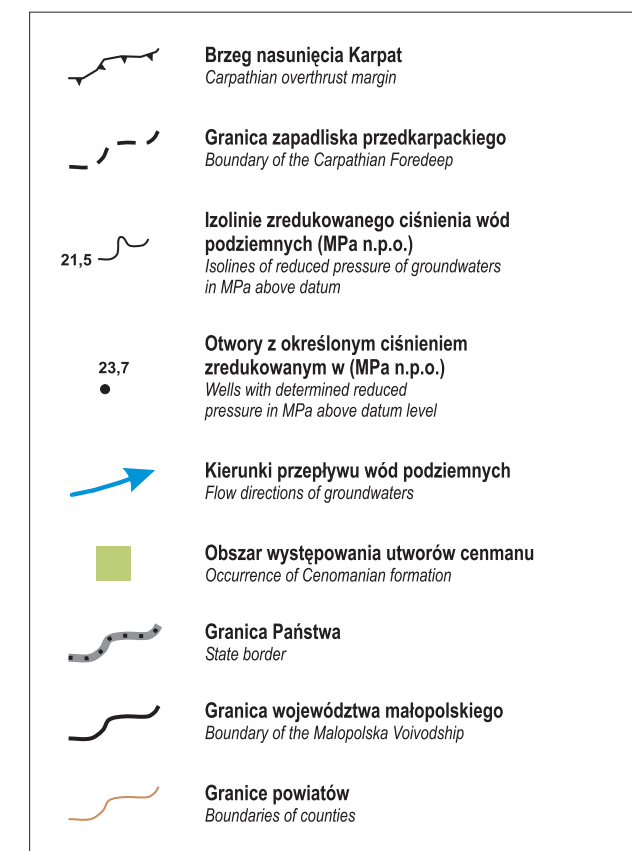 Brzeg nasunięcia Karpat
Carpathian overthrust margin
Granica zapadliska przedkarpackiego
Boundary of the Carpathian Foredeep
21,5
Izolinie zredukowanego ciśnienia wód
podziemnych (MPa n.p.o.)
Isolines of reduced pressure of groundwaters
in MPa above datum
23,7
Otwory z określonym ciśnieniem
zredukowanym w (MPa n.p.o.)
Wells with determined reduced
pressure in MPa above datum level
Kierunki przepływu wód podziemnych
Flow directions of groundwaters
Obszar występowania utworów cenmanu
Occurrence of Cenomanian formation
Granica Państwa
State border
Granica województwa małopolskiego
Boundary of the Malopolska Voivodship
Granice powiatów
Boundaries of counties